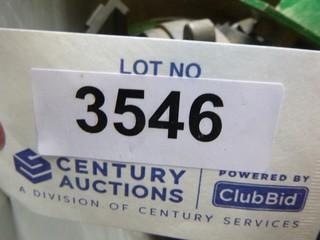 LOT NO
3546
CENTURY
AUCTIONS
A DIVISION OF CENTURY SERVICES
POWERED BY
ClubBid